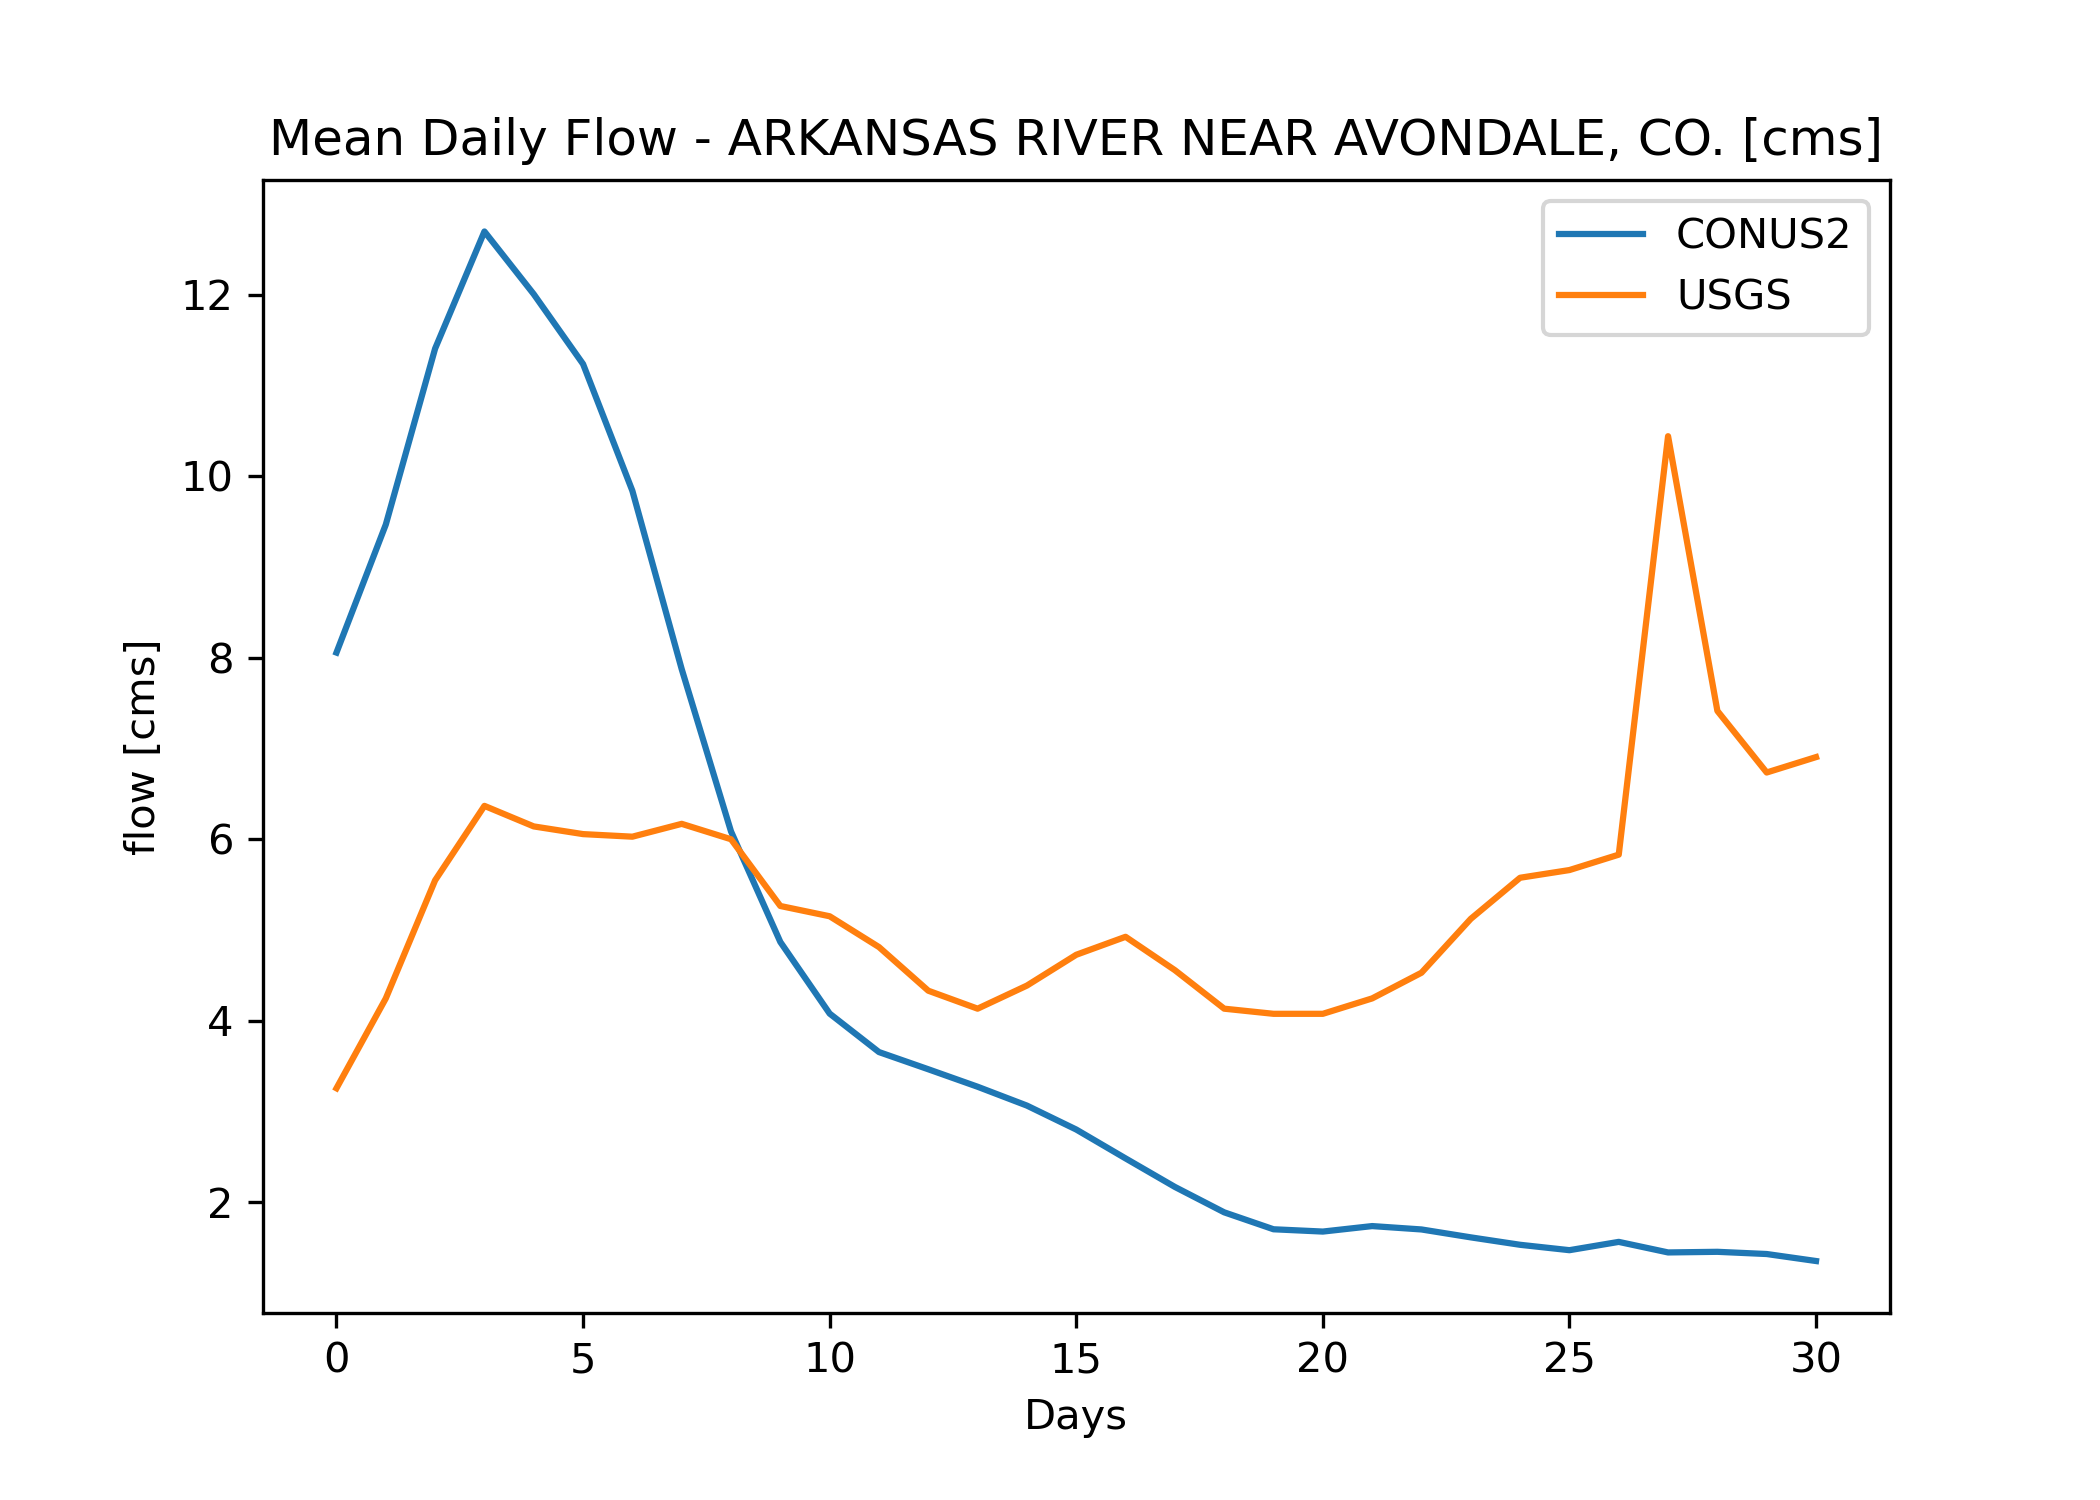 Mean Daily Flow - ARKANSAS RIVER NEAR AVONDALE, CO. [cms]
CONUS2
USGS
12
10
8
6
4
2
flow [cms]
0 5 10 15 20 25 30
Days